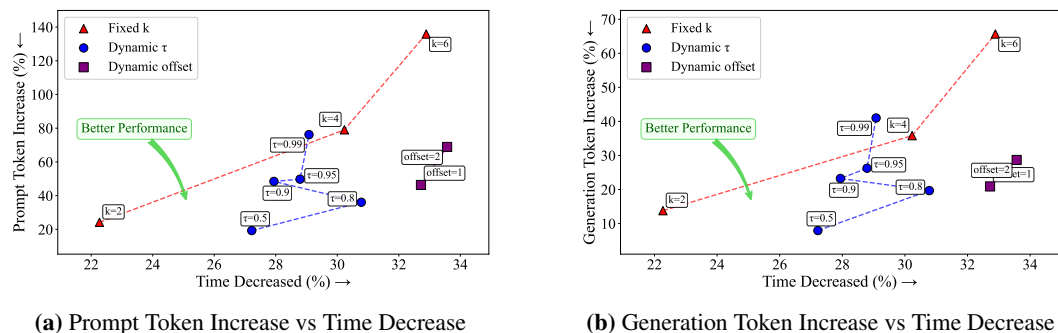 Prompt Token Increase (%) ←
140
120
100
80
60
40
20
Fixed k
Dynamic τ
Dynamic offset
k=6
k=4
τ=0.99
Better Performance
offset=2
offset=1
τ=0.95
τ=0.9
τ=0.8
k=2
τ=0.5
22 24 26 28 30 32 34
Time Decreased (%) →
(a) Prompt Token Increase vs Time Decrease
Generation Token Increase (%) ←
70
60
50
40
30
20
10
0
Fixed k
Dynamic τ
Dynamic offset
k=6
k=4
τ=0.99
Better Performance
τ=0.95
offset=2
set=1
τ=0.9
τ=0.8
k=2
τ=0.5
22 24 26 28 30 32 34
Time Decreased (%) →
(b) Generation Token Increase vs Time Decrease